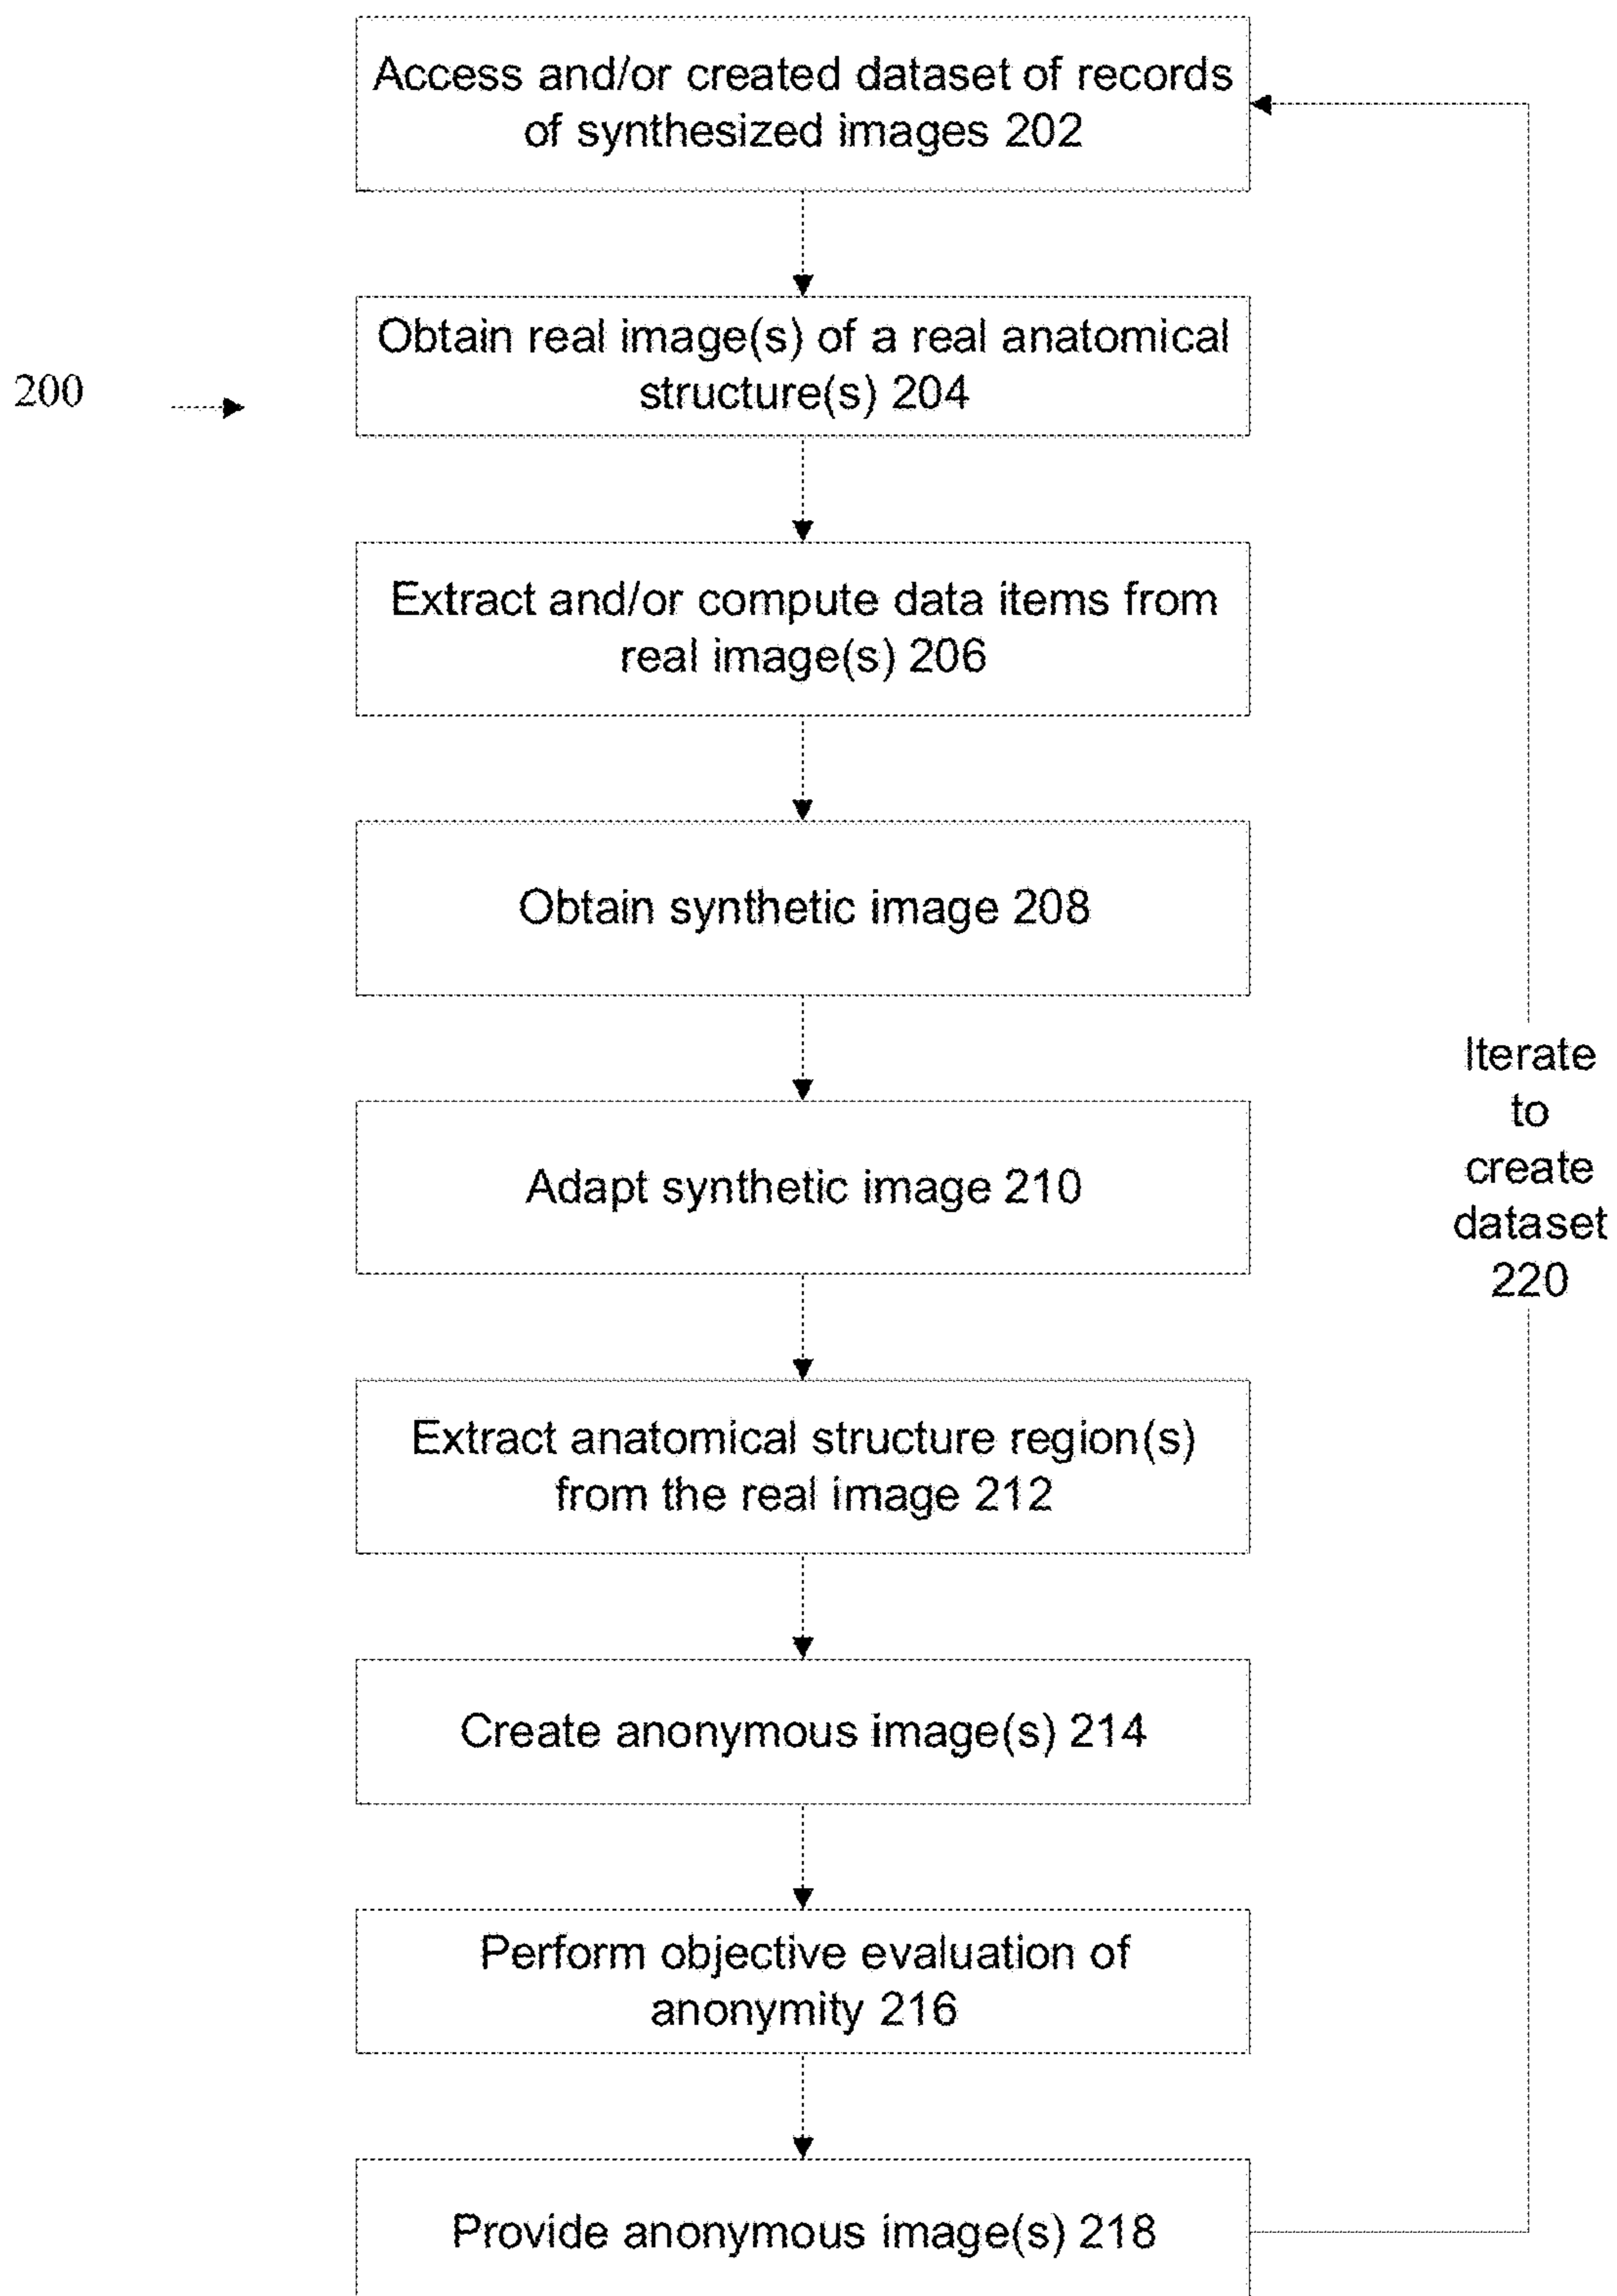 Access and/or created dataset of records
of synthesized images 202
Obtain real image(s) of a real anatomical
structure(s) 204
200
Extract and/or compute data items from
real image(s) 206
Obtain synthetic image 208
Adapt synthetic image 210
Iterate
to
create
dataset
220
Extract anatomical structure region(s)
from the real image 212
Create anonymous image(s) 214
Perform objective evaluation of
anonymity 216
Provide anonymous image(s) 218